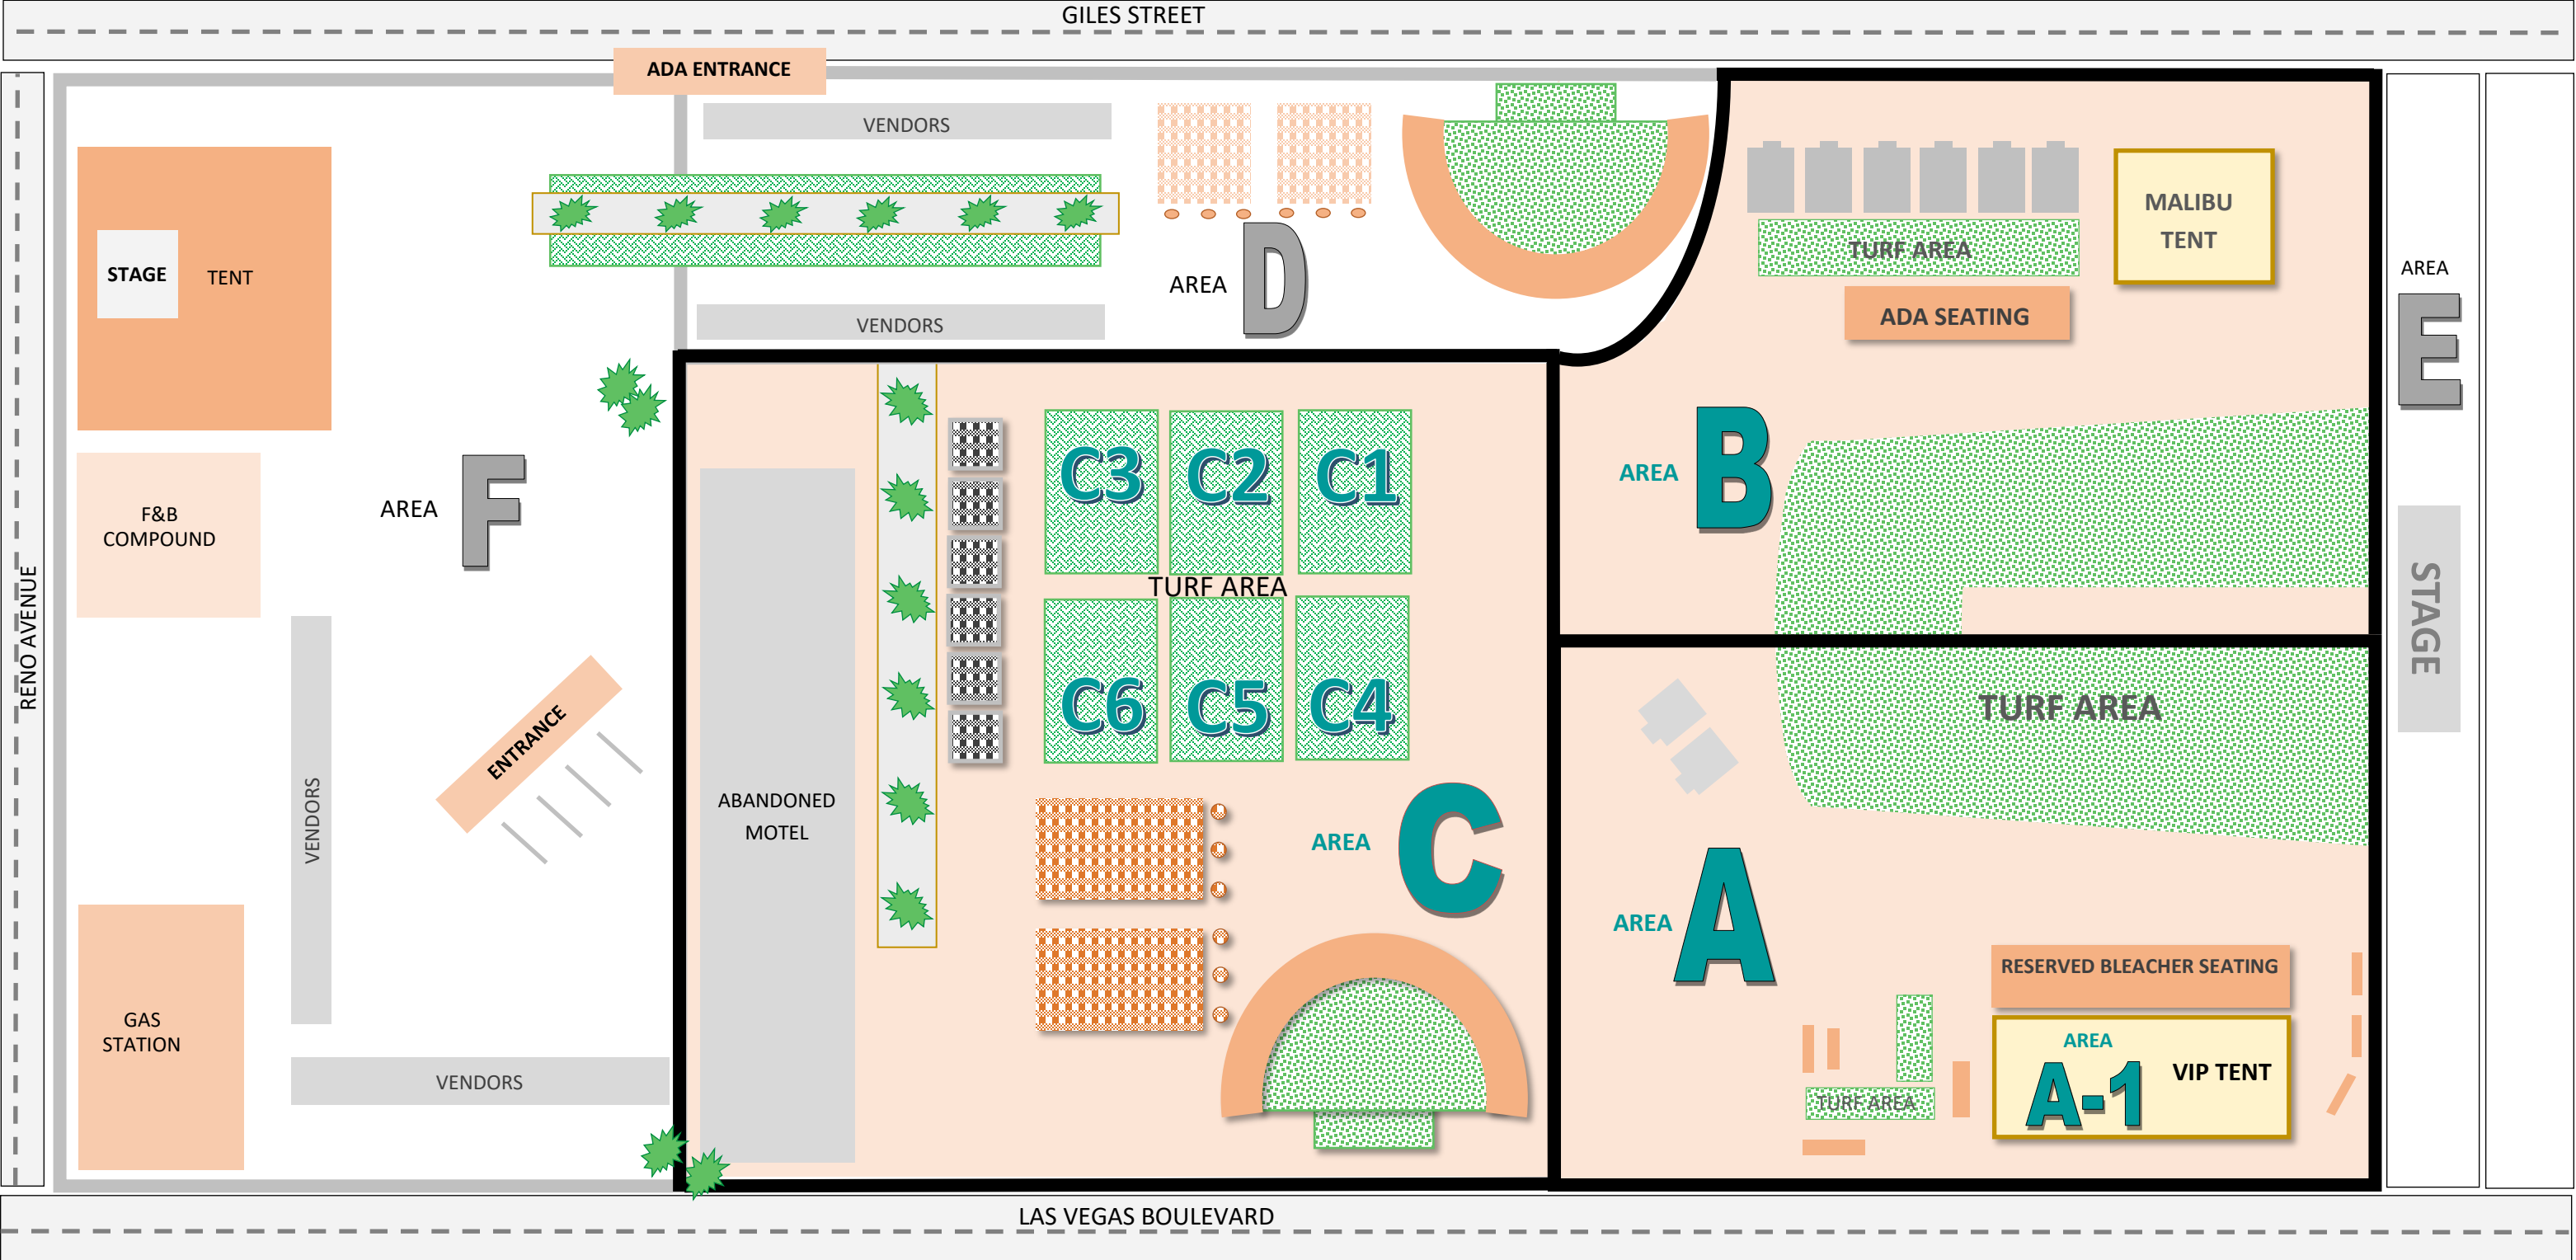 GILES STREET
ADA ENTRANCE
VENDORS
STAGE
TENT
AREA
D
VENDORS
TURF AREA
MALIBU
TENT
ADA SEATING
AREA
E
F&B
COMPOUND
AREA
F
C3
C2
C1
TURF AREA
C6
C5
C4
AREA
B
STAGE
RENO AVENUE
ENTRANCE
VENDORS
ABANDONED
MOTEL
AREA
C
TURF AREA
AREA
A
RESERVED BLEACHER SEATING
AREA
A-1
VIP TENT
TURF AREA
GAS
STATION
VENDORS
LAS VEGAS BOULEVARD